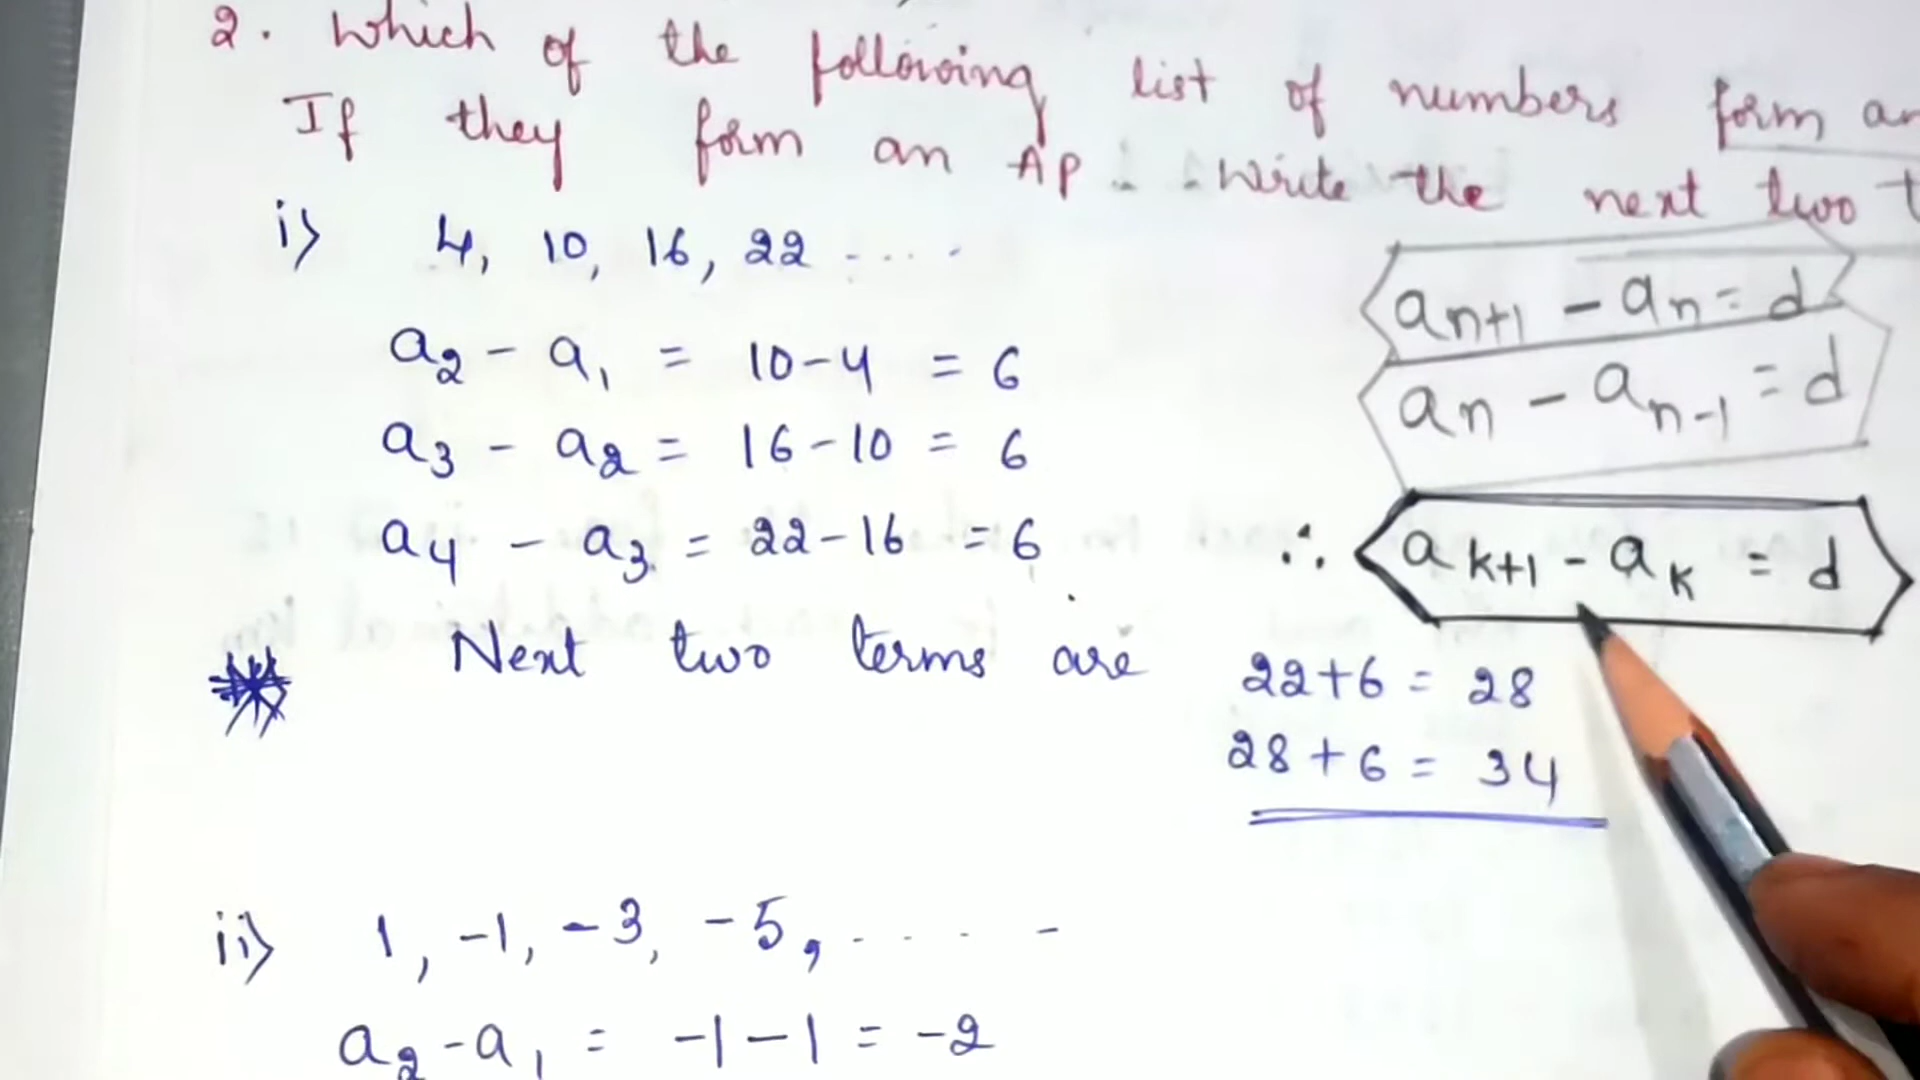 2. Which of the following list of numbers form an
If they form an AP . Write the next two
i) 4, 10, 16, 22 ....
a₂ - a₁ = 10-4 = 6
a₃ - a₂ = 16-10 = 6
a₄ - a₃ = 22-16 = 6
aₙ₊₁ - aₙ = d
aₙ - aₙ₋₁ = d
∴ aₖ₊₁ - aₖ = d
Next two terms are 22+6 = 28
28+6 = 34
ii) 1, -1, -3, -5, . . . -
a₂-a₁ = -1-1 = -2